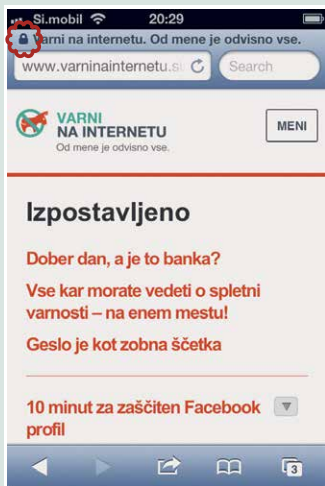 Si.mobil 20:29
Varni na internetu. Od mene je odvisno vse.
www.varninainternetu.si Search
VARNI
NA INTERNETU
Od mene je odvisno vse.
MENI
Izpostavljeno
Dober dan, a je to banka?
Vse kar morate vedeti o spletni
varnosti – na enem mestu!
Geslo je kot zobna ščetka
10 minut za zaščiten Facebook
profil
3